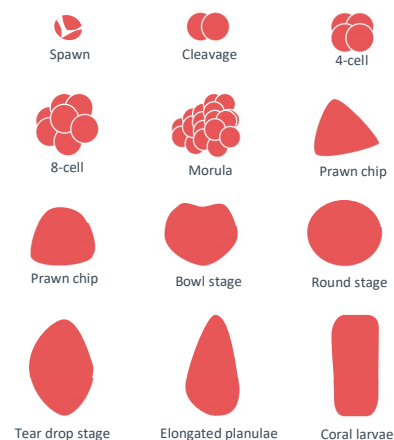 Spawn
Cleavage
4-cell
8-cell
Morula
Prawn chip
Prawn chip
Bowl stage
Round stage
Tear drop stage
Elongated planulae
Coral larvae